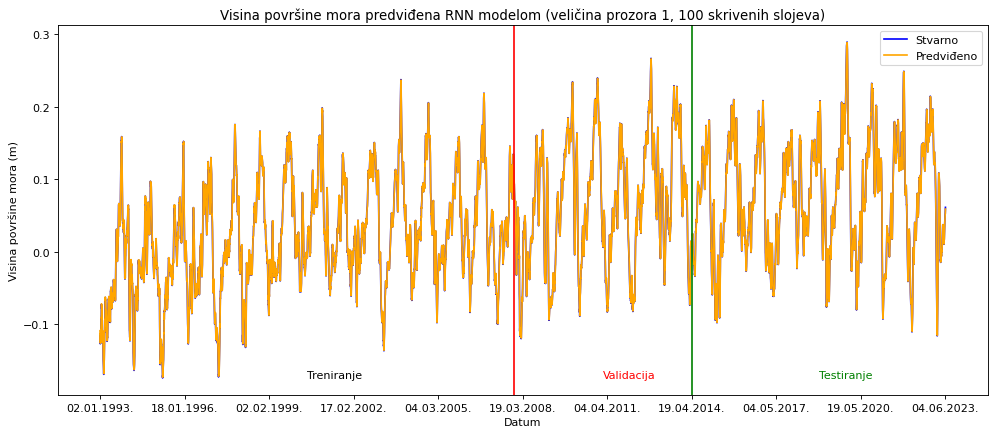 Visina površine mora predviđena RNN modelom (veličina prozora 1, 100 skrivenih slojeva)
Stvarno
Predviđeno
0.3
0.2
0.1
0.0
−0.1
Visina površine mora (m)
Treniranje
Validacija
Testiranje
02.01.1993. 18.01.1996. 02.02.1999. 17.02.2002. 04.03.2005. 19.03.2008. 04.04.2011. 19.04.2014. 04.05.2017. 19.05.2020. 04.06.2023.
Datum